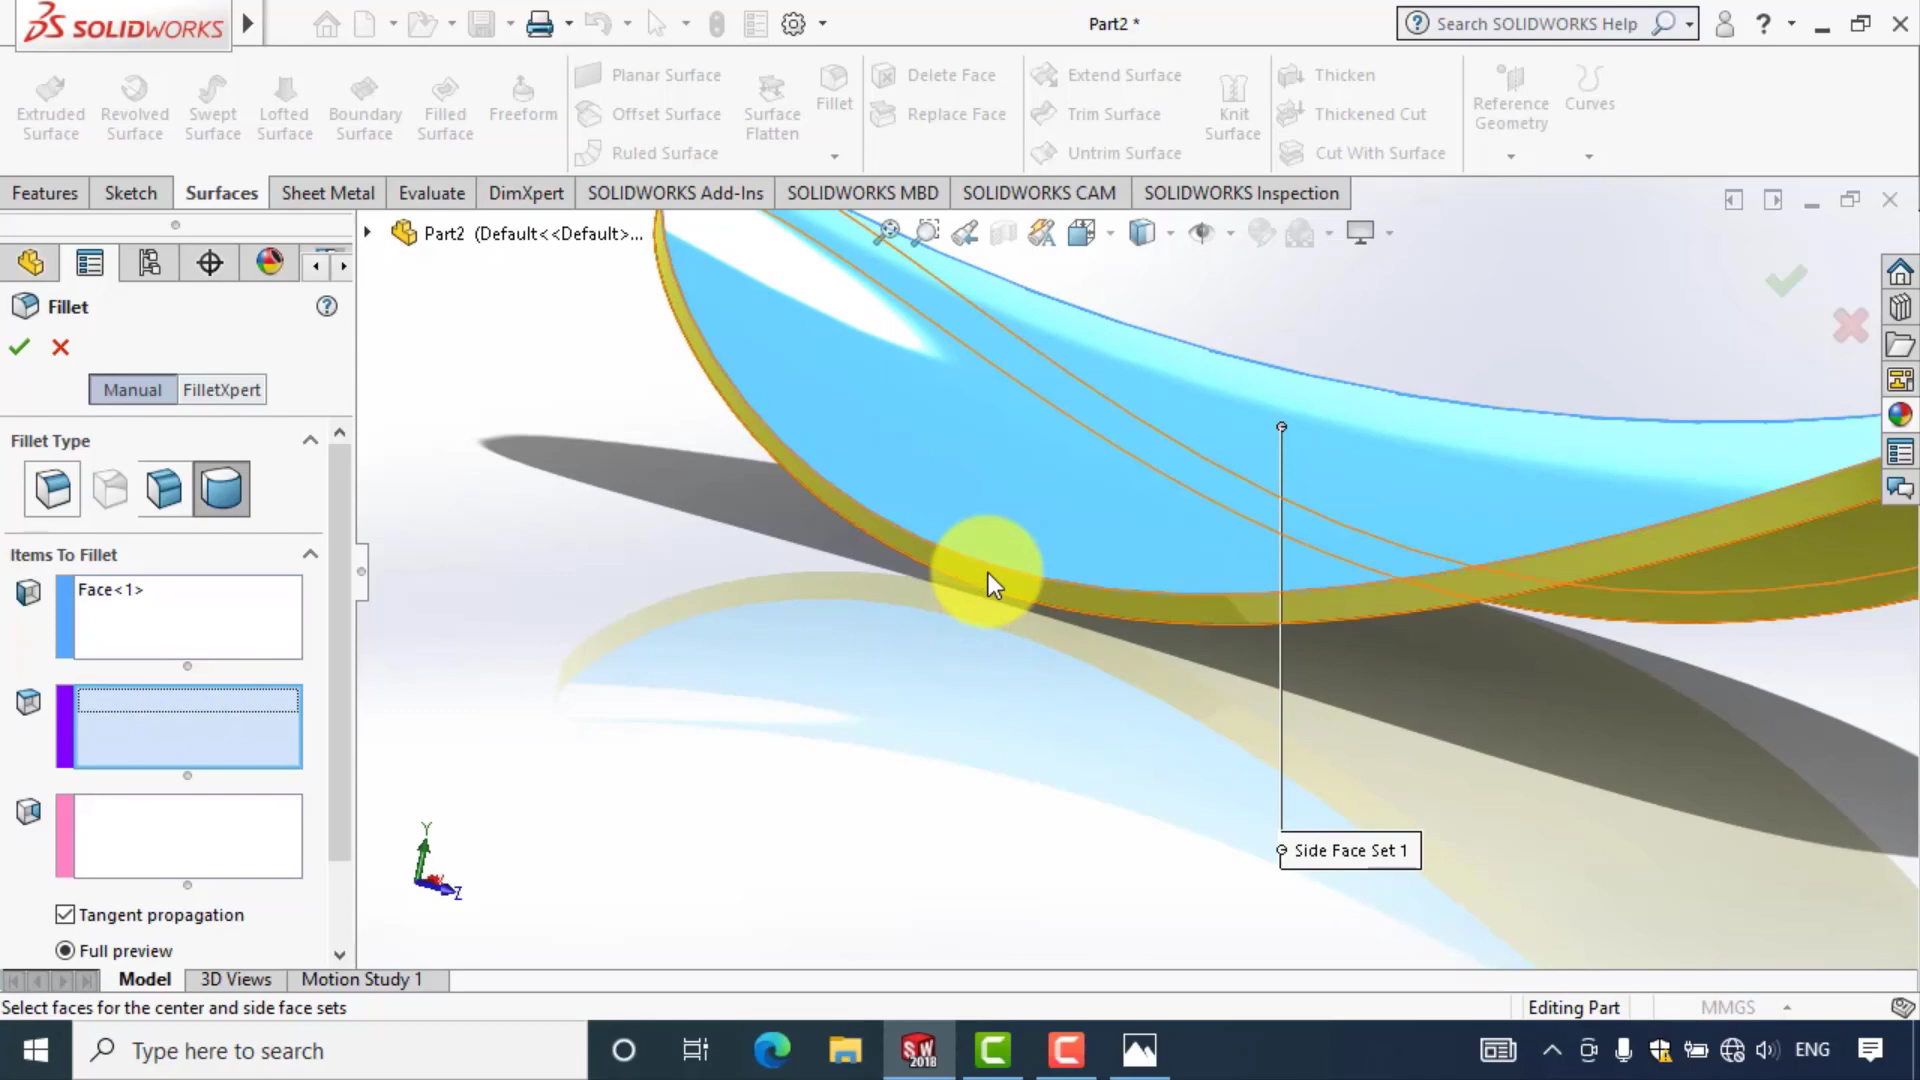 SOLIDWORKS
Part2 *
Search SOLIDWORKS Help
Extruded Surface
Revolved Surface
Swept Surface
Lofted Surface
Boundary Surface
Filled Surface
Freeform
Planar Surface
Offset Surface
Ruled Surface
Surface Flatten
Fillet
Delete Face
Replace Face
Extend Surface
Trim Surface
Untrim Surface
Knit Surface
Thicken
Thickened Cut
Cut With Surface
Reference Geometry
Curves
Features
Sketch
Surfaces
Sheet Metal
Evaluate
DimXpert
SOLIDWORKS Add-Ins
SOLIDWORKS MBD
SOLIDWORKS CAM
SOLIDWORKS Inspection
Part2 (Default<<Default>...
Fillet
Manual
FilletXpert
Fillet Type
Items To Fillet
Face<1>
Tangent propagation
Full preview
Side Face Set 1
Y
Z
Model
3D Views
Motion Study 1
Select faces for the center and side face sets
Editing Part
MMGS
Type here to search
SW
2018
ENG